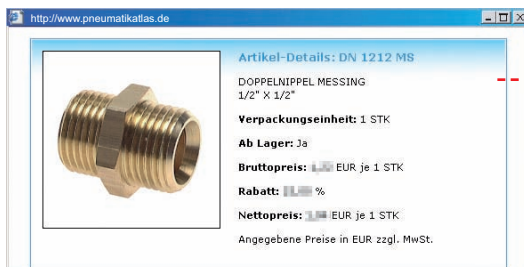 http://www.pneumatikatlas.de
Artikel-Details: DN 1212 MS
DOPPELNIPPEL MESSING
1/2" X 1/2"
Verpackungseinheit: 1 STK
Ab Lager: Ja
Bruttopreis: EUR je 1 STK
Rabatt: %
Nettopreis: EUR je 1 STK
Angegebene Preise in EUR zzgl. MwSt.